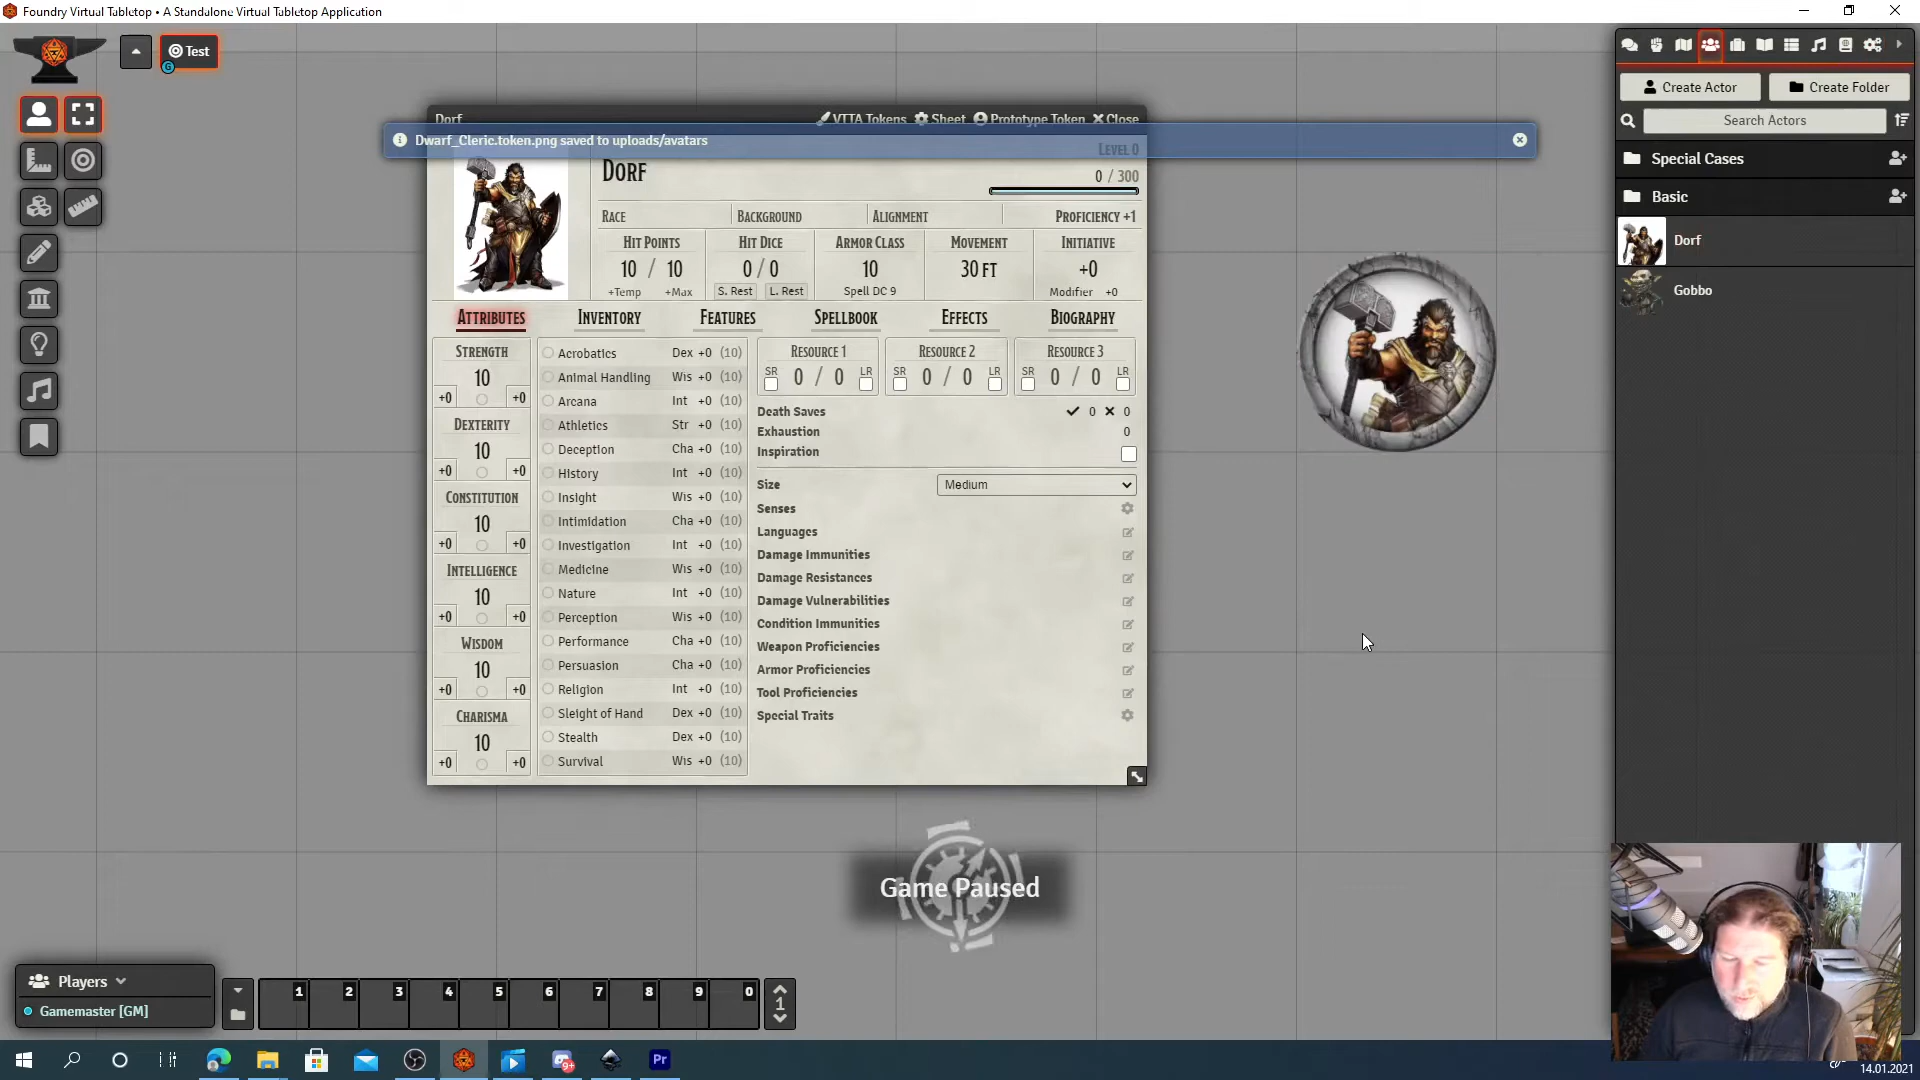 Foundry Virtual Tabletop • A Standalone Virtual Tabletop Application
Test
G
Dorf
VTTA Tokens
Sheet
Prototype Token
Close
Dwarf_Cleric.token.png saved to uploads/avatars
Level 0
Dorf
0 / 300
Race
Background
Alignment
Proficiency +1
Hit Points
Hit Dice
Armor Class
Movement
Initiative
10 / 10
0 / 0
10
30 ft
+0
+Temp
+Max
S. Rest
L. Rest
Spell DC 9
Modifier +0
Attributes
Inventory
Features
Spellbook
Effects
Biography
Strength
10
+0 +0
Dexterity
10
+0 +0
Constitution
10
+0 +0
Intelligence
10
+0 +0
Wisdom
10
+0 +0
Charisma
10
+0 +0
Acrobatics Dex +0 (10)
Animal Handling Wis +0 (10)
Arcana Int +0 (10)
Athletics Str +0 (10)
Deception Cha +0 (10)
History Int +0 (10)
Insight Wis +0 (10)
Intimidation Cha +0 (10)
Investigation Int +0 (10)
Medicine Wis +0 (10)
Nature Int +0 (10)
Perception Wis +0 (10)
Performance Cha +0 (10)
Persuasion Cha +0 (10)
Religion Int +0 (10)
Sleight of Hand Dex +0 (10)
Stealth Dex +0 (10)
Survival Wis +0 (10)
Resource 1
SR 0 / 0 LR
Resource 2
SR 0 / 0 LR
Resource 3
SR 0 / 0 LR
Death Saves 0 0
Exhaustion 0
Inspiration
Size Medium
Senses
Languages
Damage Immunities
Damage Resistances
Damage Vulnerabilities
Condition Immunities
Weapon Proficiencies
Armor Proficiencies
Tool Proficiencies
Special Traits
Game Paused
Create Actor
Create Folder
Search Actors
Special Cases
Basic
Dorf
Gobbo
Players
Gamemaster [GM]
1 2 3 4 5 6 7 8 9 0
1
9+
Pr
14.01.2021